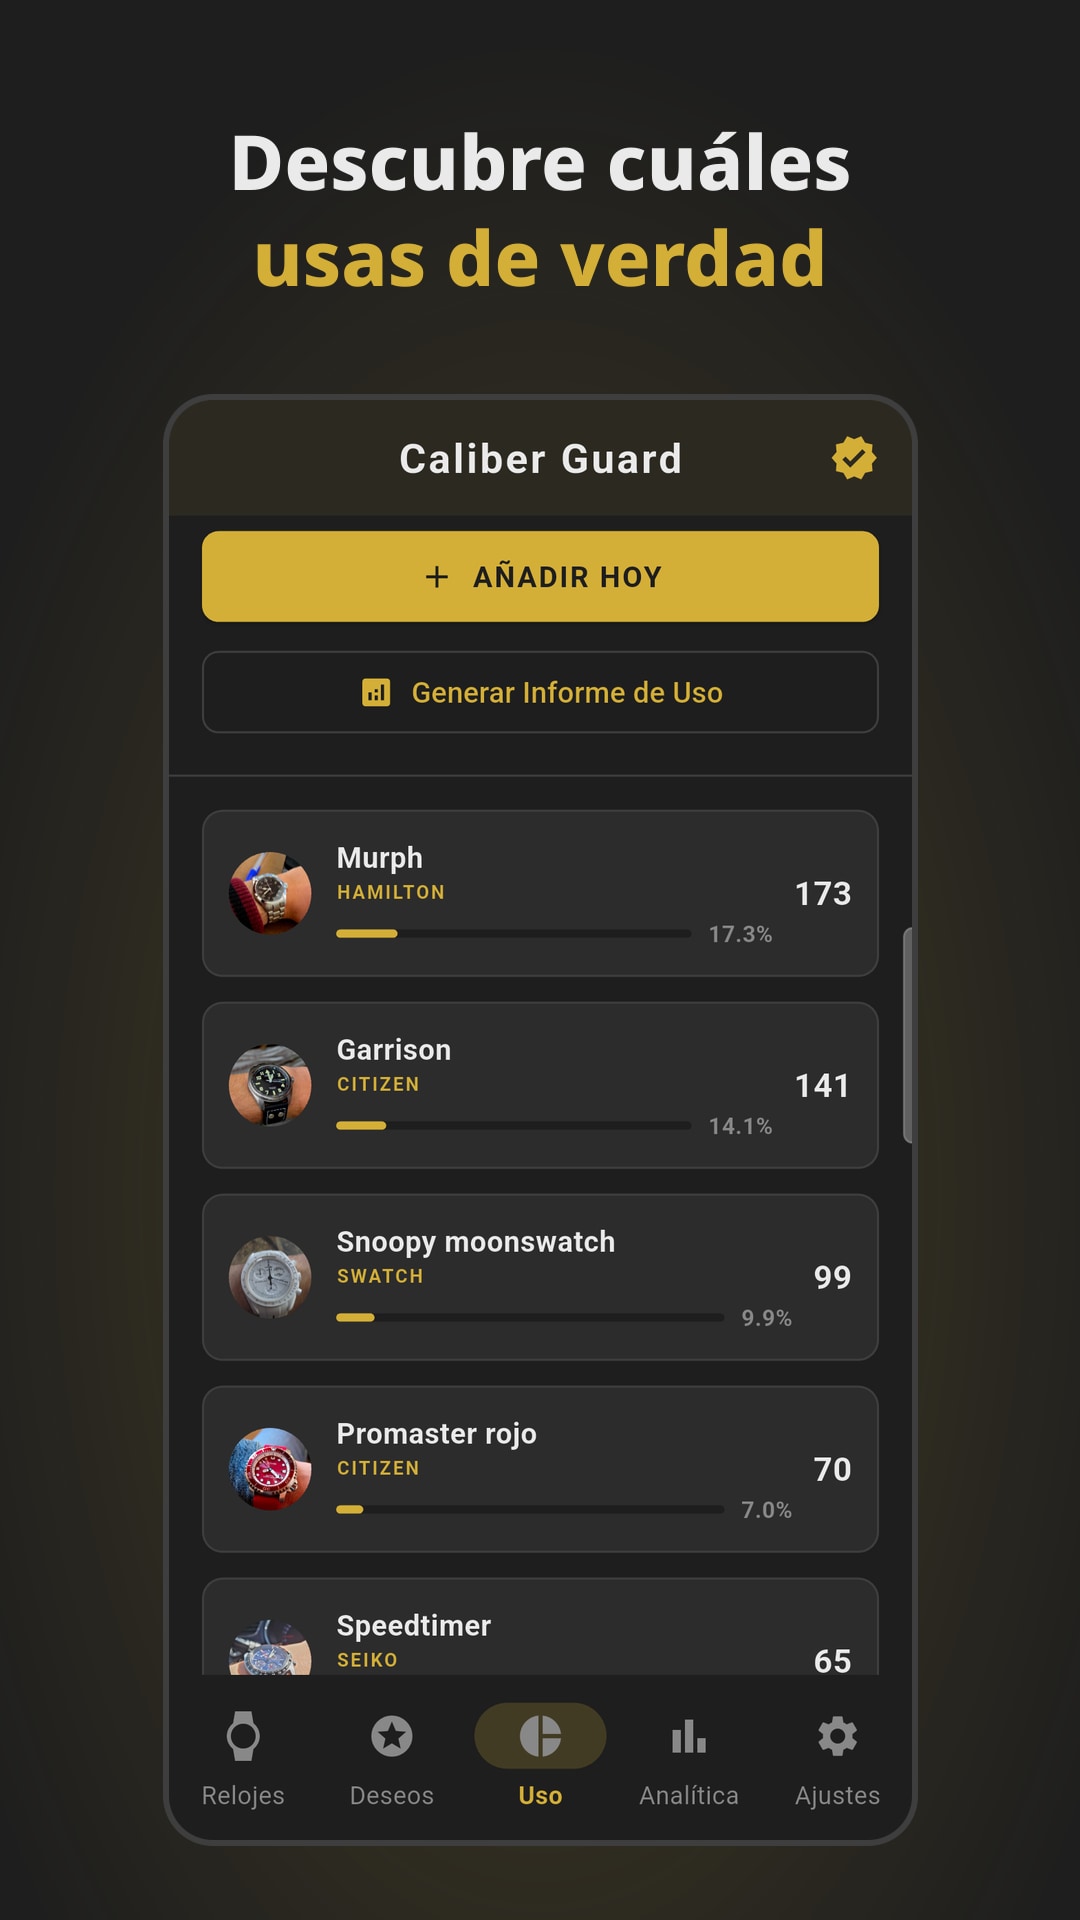 Descubre cuáles
usas de verdad
Caliber Guard
+ AÑADIR HOY
Generar Informe de Uso
Murph
HAMILTON
173
17.3%
Garrison
CITIZEN
141
14.1%
Snoopy moonswatch
SWATCH
99
9.9%
Promaster rojo
CITIZEN
70
7.0%
Speedtimer
SEIKO
65
Relojes Deseos Uso Analítica Ajustes